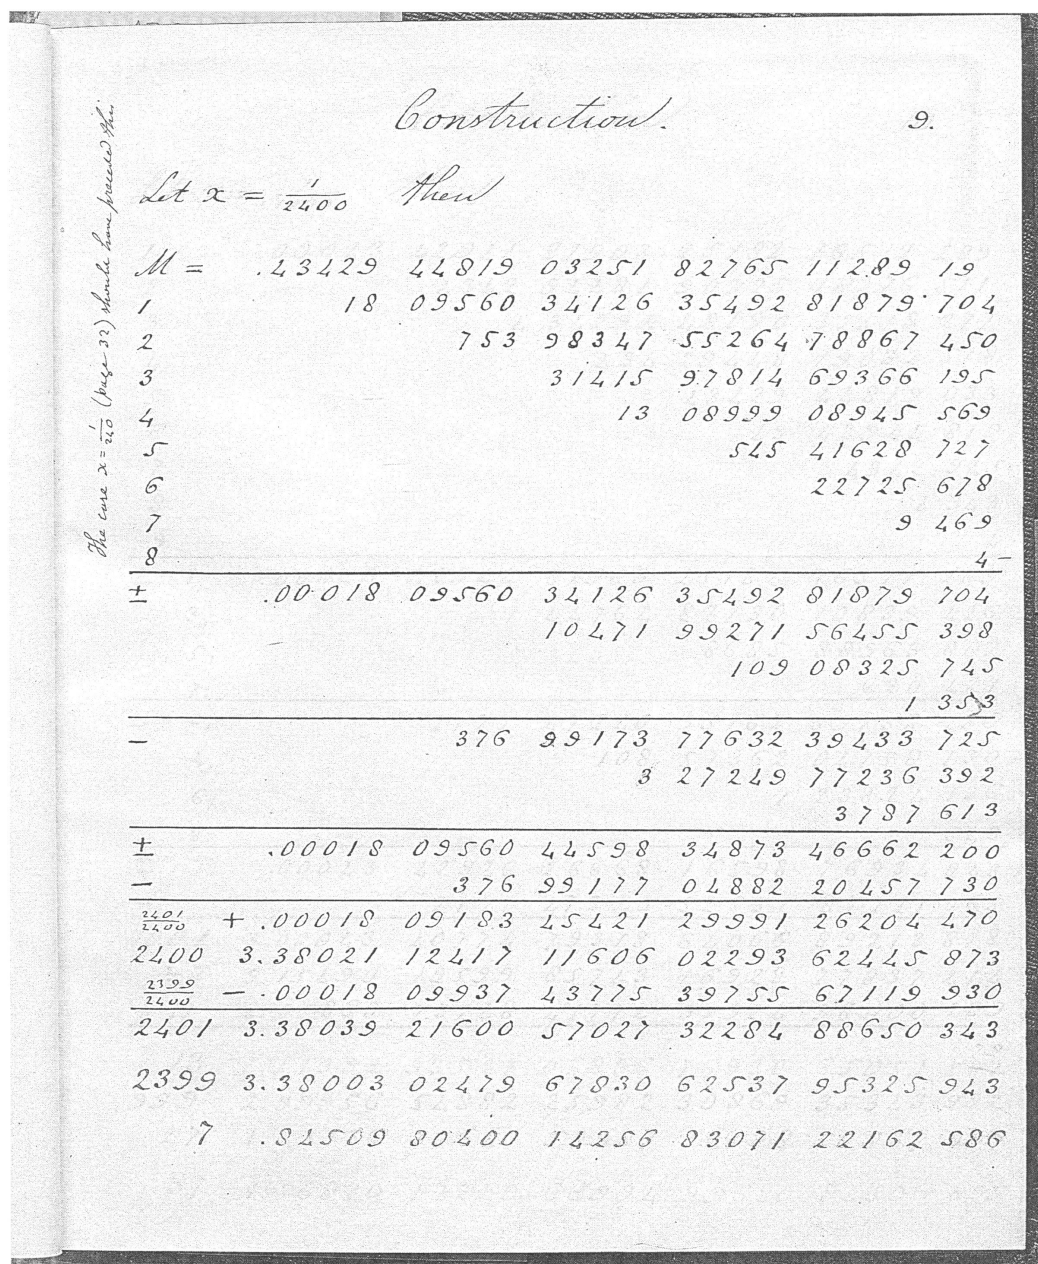 Construction. 9.
Let x = 1/2400 then
M = .43429 44819 03251 82765 11289 19
1 18 09560 34126 35492 81879 704
2 753 98347 55264 78867 450
3 31415 97814 69366 195
4 13 08999 08945 569
5 545 41628 727
6 22725 678
7 9 469
8 4-
± .00018 09560 34126 35492 81879 704
10471 99271 56455 398
109 08325 745
1 353
− 376 99173 77632 39433 725
3 27249 77236 392
3787 613
± .00018 09560 44598 34873 46662 200
− 376 99177 04882 20457 730
2401/2400 + .00018 09183 45421 29991 26204 470
2400 3.38021 12417 11606 02293 62445 873
2399/2400 − .00018 09937 43775 39755 67119 930
2401 3.38039 21600 57027 32284 88650 343
2399 3.38003 02479 67830 62537 95325 943
7 .84509 80400 14256 83071 22162 586
The case x = 1/240 (page 32) should have preceded this